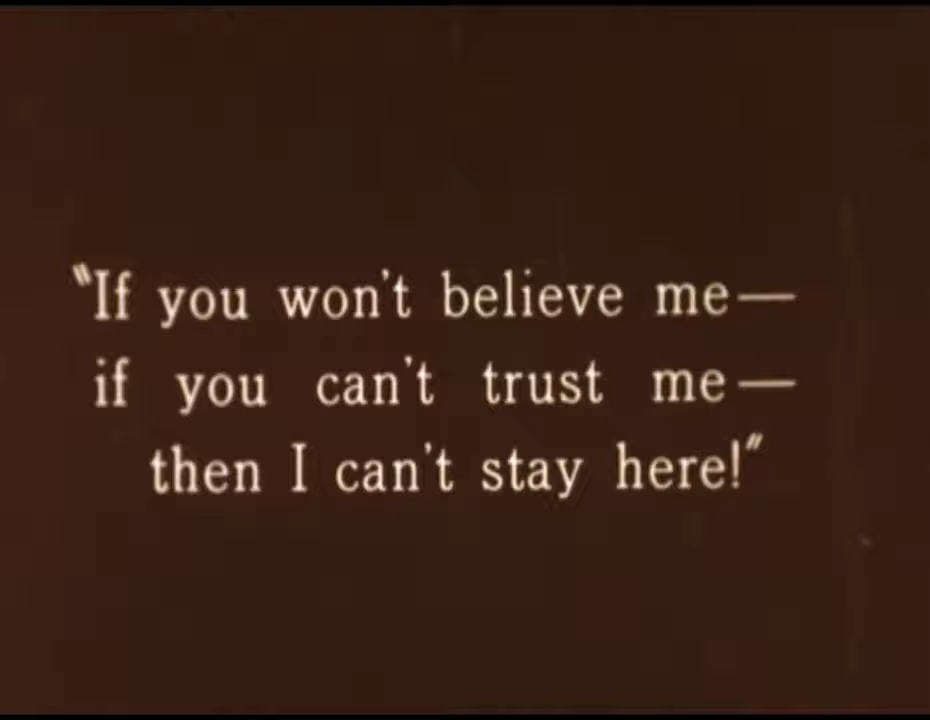 "If you won't believe me—
if you can't trust me—
then I can't stay here!"